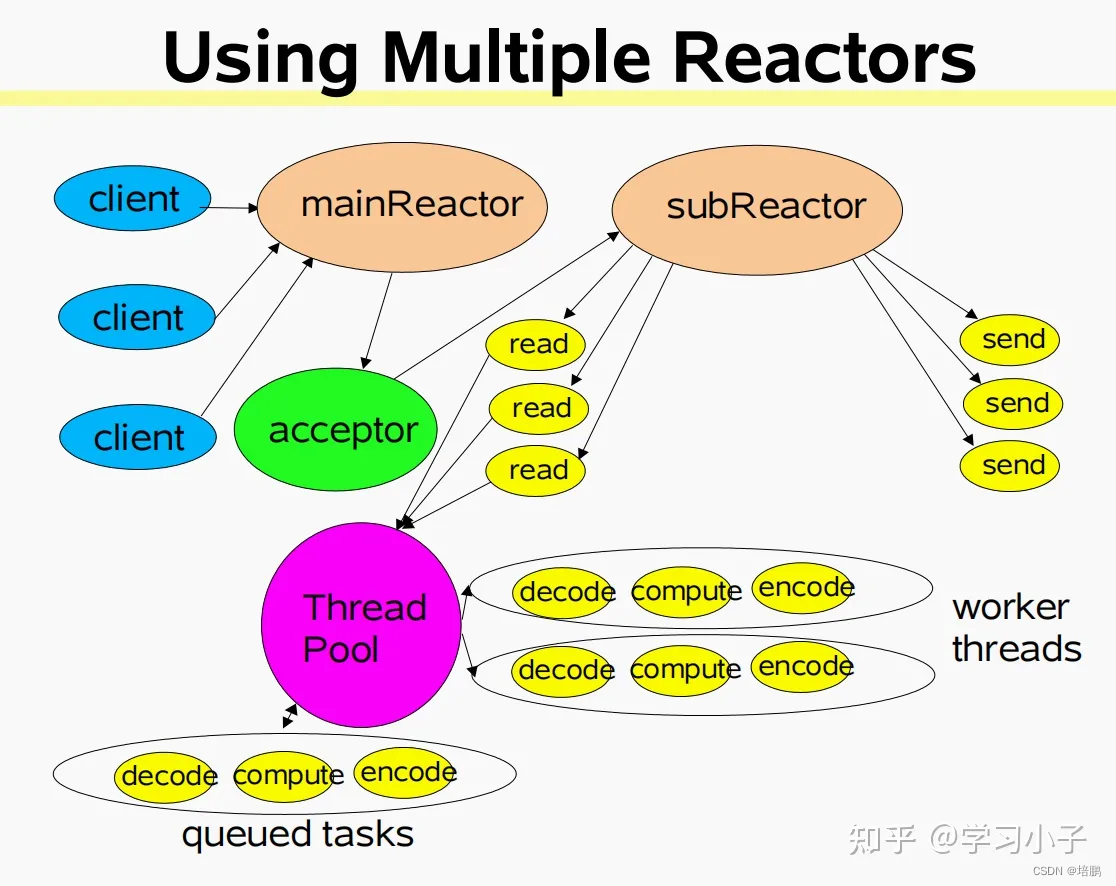 Using Multiple Reactors
client
mainReactor
subReactor
client
read
send
client
acceptor
read
send
read
send
Thread
Pool
decode compute encode
decode compute encode
worker
threads
decode compute encode
queued tasks
知乎 @学习小子
CSDN @培鹏